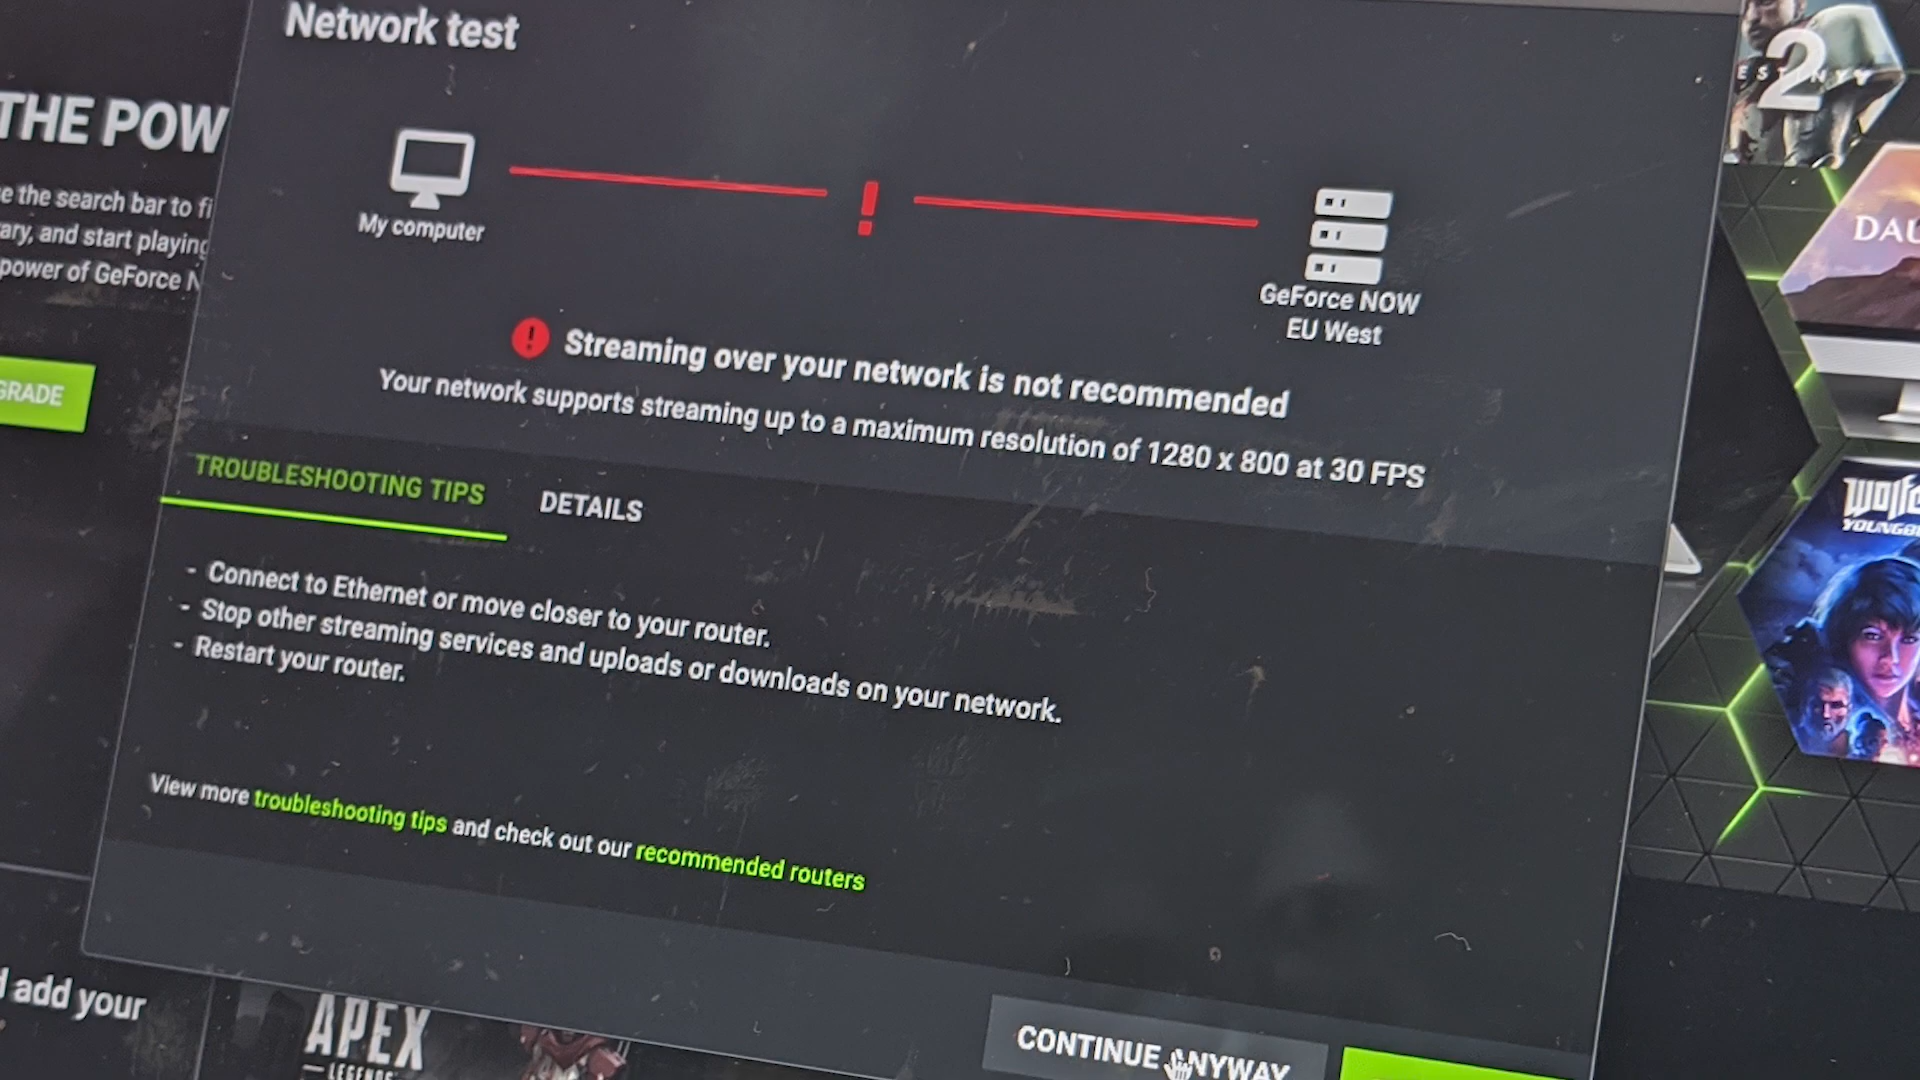 Network test
THE POW
e the search bar to fi
ary, and start playing
power of GeForce N
GRADE
My computer
GeForce NOW
EU West
Streaming over your network is not recommended
Your network supports streaming up to a maximum resolution of 1280 x 800 at 30 FPS
TROUBLESHOOTING TIPS
DETAILS
- Connect to Ethernet or move closer to your router.
- Stop other streaming services and uploads or downloads on your network.
- Restart your router.
View more troubleshooting tips and check out our recommended routers
CONTINUE ANYWAY
add your
APEX
LEGENDS
2
DAU
WOLF
YOUNGB